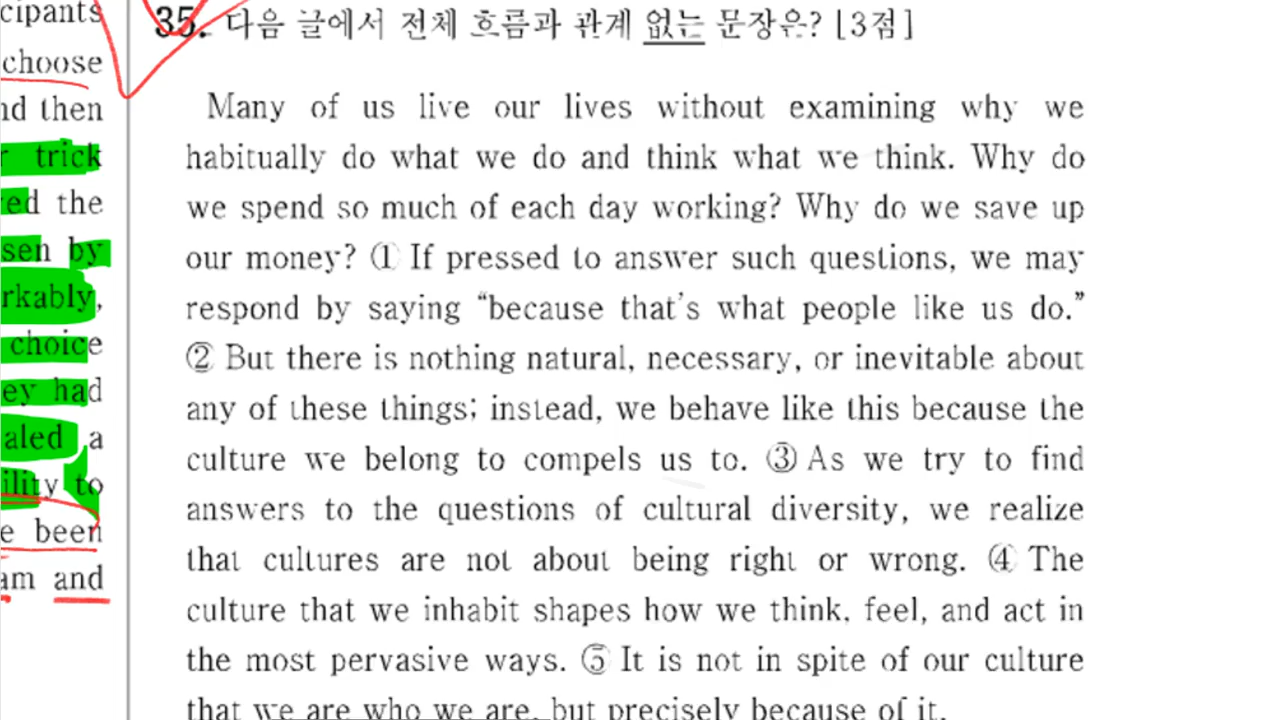 cipants
choose
nd then
r trick
ed the
sen by
rkably,
choice
ey had
aled a
ility to
e been
am and
35. 다음 글에서 전체 흐름과 관계 없는 문장은? [3점]
Many of us live our lives without examining why we
habitually do what we do and think what we think. Why do
we spend so much of each day working? Why do we save up
our money? ① If pressed to answer such questions, we may
respond by saying “because that’s what people like us do.”
② But there is nothing natural, necessary, or inevitable about
any of these things; instead, we behave like this because the
culture we belong to compels us to. ③ As we try to find
answers to the questions of cultural diversity, we realize
that cultures are not about being right or wrong. ④ The
culture that we inhabit shapes how we think, feel, and act in
the most pervasive ways. ⑤ It is not in spite of our culture
that we are who we are, but precisely because of it.